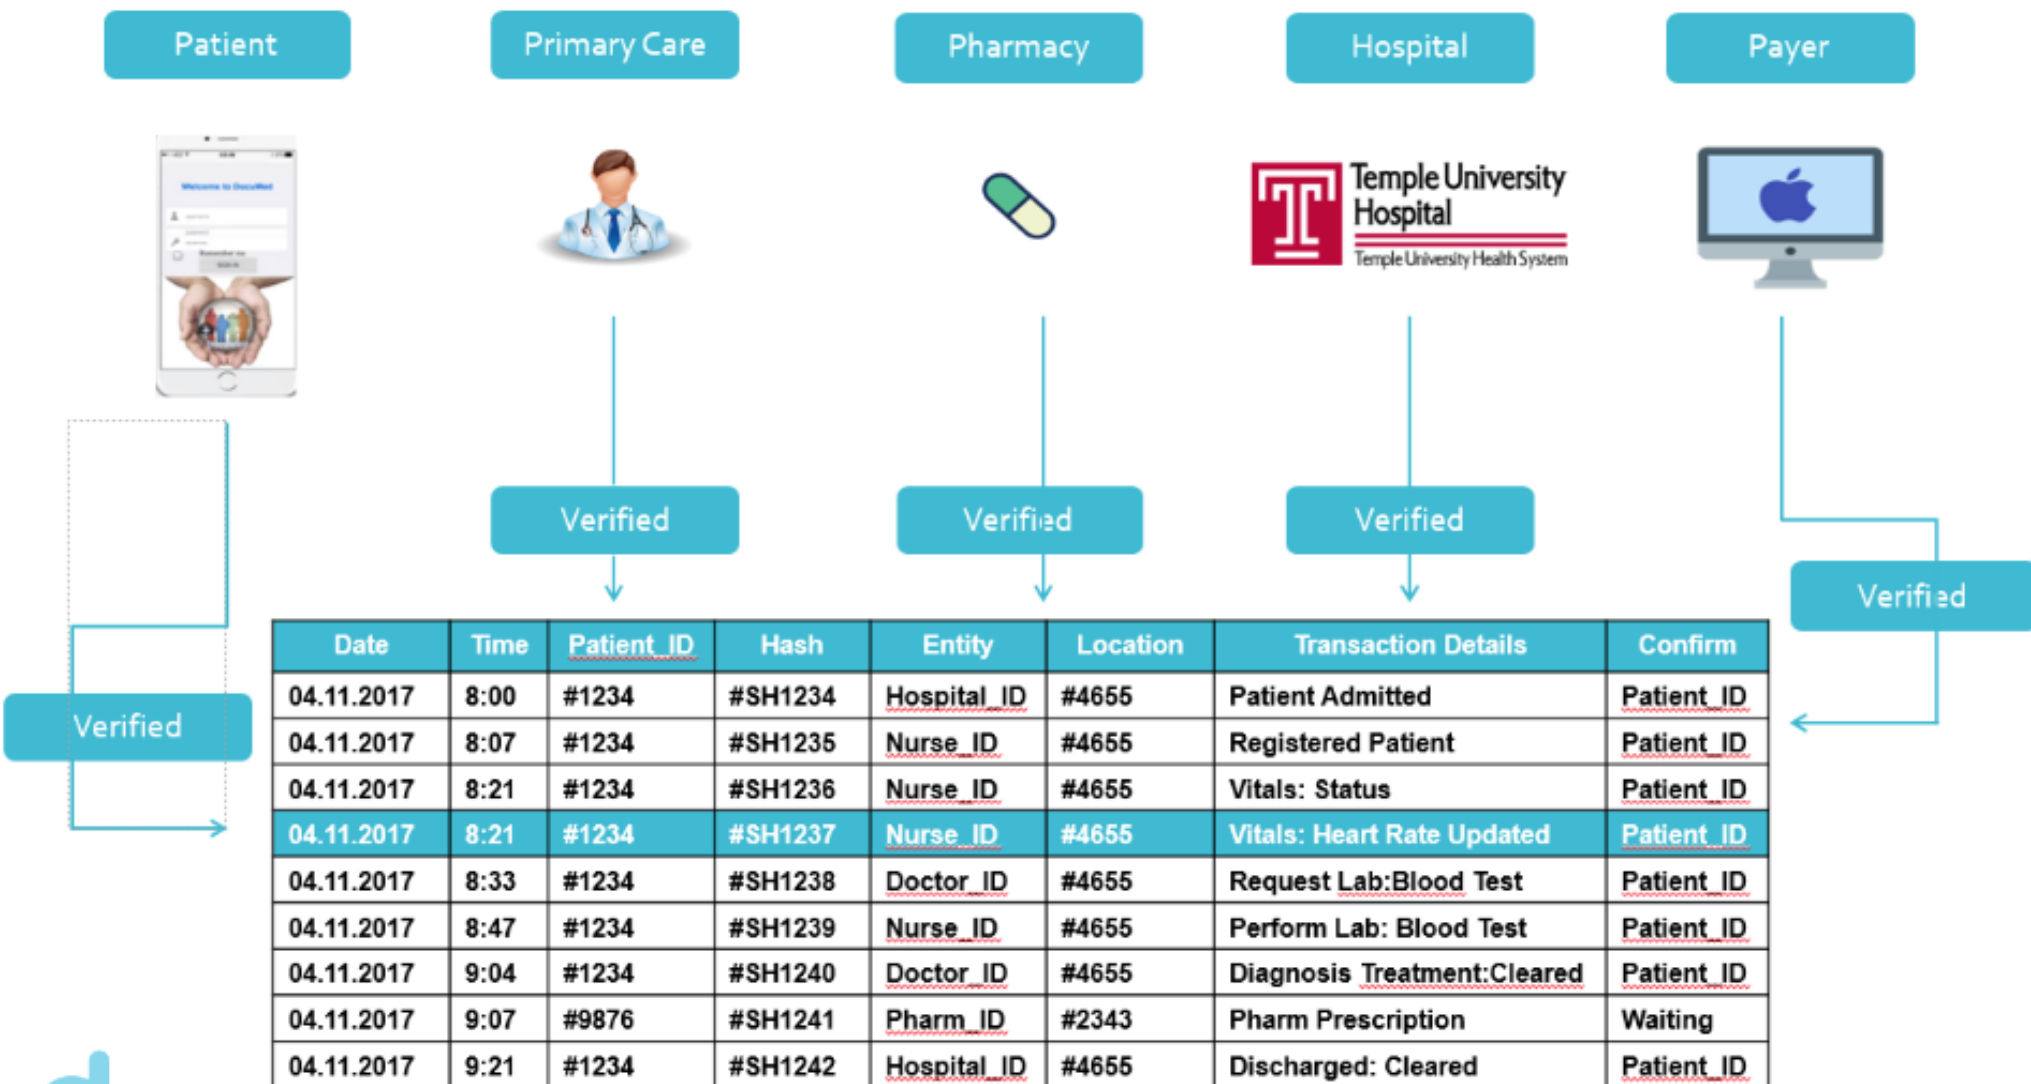 Patient
Primary Care
Pharmacy
Hospital
Payer
Welcome to DocuMed
Remember me
SIGN IN
Temple University
Hospital
Temple University Health System
Verified
Verified
Verified
Verified
Verified
Date Time Patient_ID Hash Entity Location Transaction Details Confirm
04.11.2017 8:00 #1234 #SH1234 Hospital_ID #4655 Patient Admitted Patient_ID
04.11.2017 8:07 #1234 #SH1235 Nurse_ID #4655 Registered Patient Patient_ID
04.11.2017 8:21 #1234 #SH1236 Nurse_ID #4655 Vitals: Status Patient_ID
04.11.2017 8:21 #1234 #SH1237 Nurse_ID #4655 Vitals: Heart Rate Updated Patient_ID
04.11.2017 8:33 #1234 #SH1238 Doctor_ID #4655 Request Lab:Blood Test Patient_ID
04.11.2017 8:47 #1234 #SH1239 Nurse_ID #4655 Perform Lab: Blood Test Patient_ID
04.11.2017 9:04 #1234 #SH1240 Doctor_ID #4655 Diagnosis Treatment:Cleared Patient_ID
04.11.2017 9:07 #9876 #SH1241 Pharm_ID #2343 Pharm Prescription Waiting
04.11.2017 9:21 #1234 #SH1242 Hospital_ID #4655 Discharged: Cleared Patient_ID